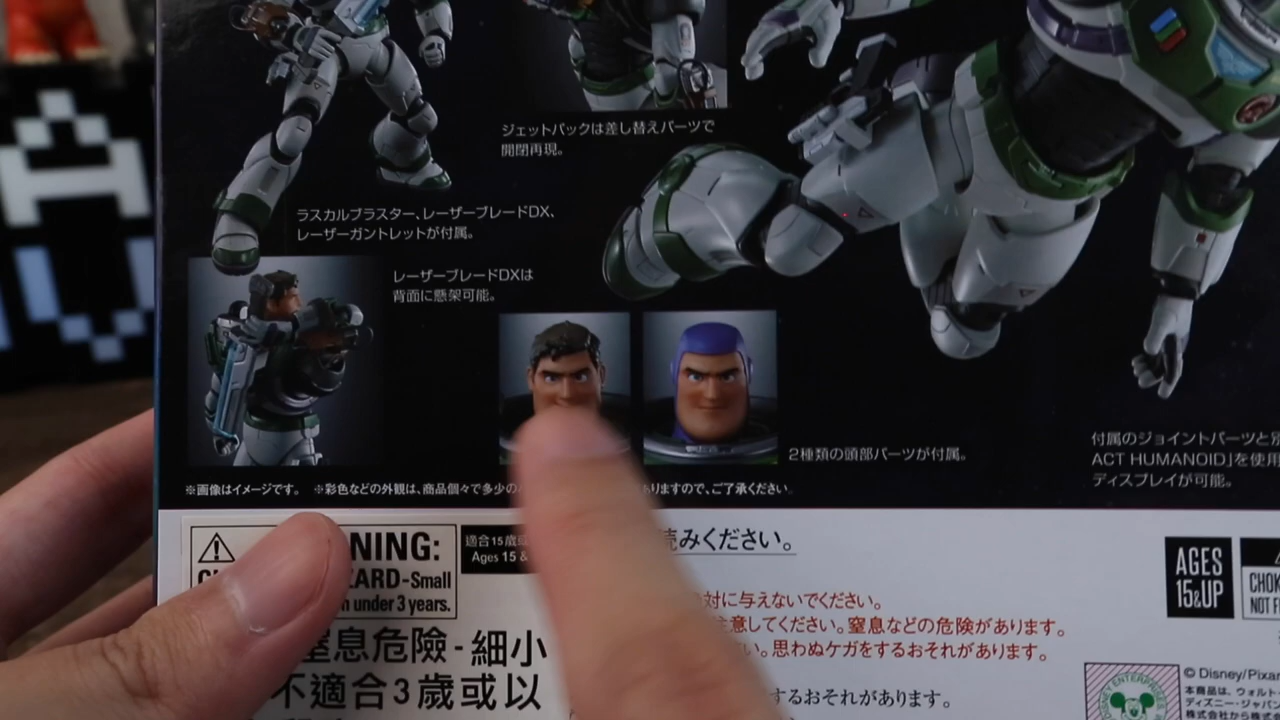 ジェットパックは差し替えパーツで
開閉再現。
ラスカルブラスター、レーザーブレードDX、
レーザーガントレットが付属。
レーザーブレードDXは
背面に懸架可能。
2種類の頭部パーツが付属。
付属のジョイントパーツと
ACT HUMANOID」を使用
ディスプレイが可能。
※画像はイメージです。 ※彩色などの外観は、商品個々で多少の
りますので、ご了承ください。
NING:
ZARD-Small
under 3 years.
適合15歳
Ages 15 &
読みください。
対に与えないでください。
注意してください。窒息などの危険があります。
い。思わぬケガをするおそれがあります。
するおそれがあります。
窒息危險-細小
不適合3歲或以
AGES
15&UP
CHOK
NOT F
© Disney/Pixar
本商品は、ウォルト・
ディズニー・ジャパン
株式会社から株式